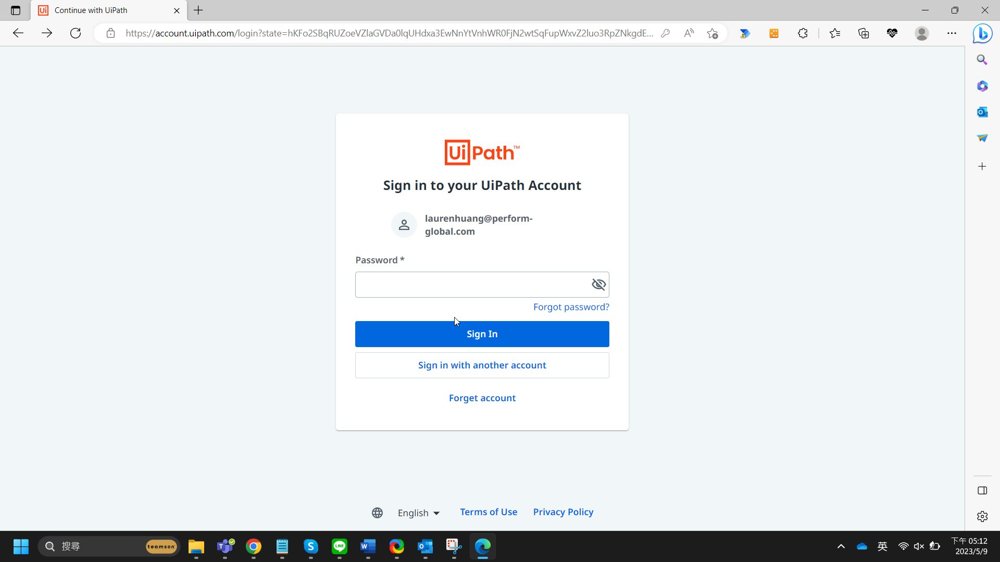 Continue with UiPath
https://account.uipath.com/login?state=hKFo2SBqRUZoeVZlaGVDa0lqUHdxa3EwNnYtVnhWR0FjN2wtSqFupWxvZ2luo3RpZNkgdE...
UiPath™
Sign in to your UiPath Account
laurenhuang@perform-
global.com
Password *
Forgot password?
Sign In
Sign in with another account
Forget account
English
Terms of Use
Privacy Policy
搜尋
teamson
英
下午 05:12
2023/5/9